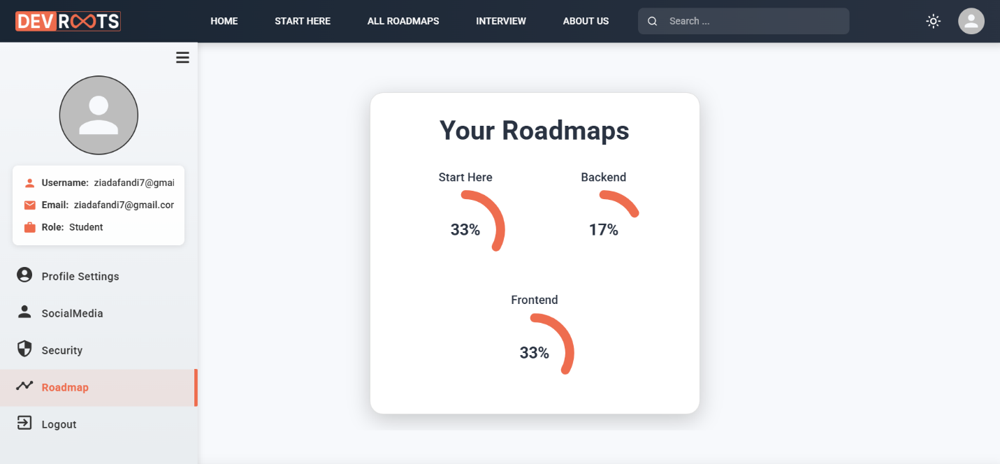 DEVROOTS
HOME START HERE ALL ROADMAPS INTERVIEW ABOUT US Search ...
Username: ziadafandi7@gmai
Email: ziadafandi7@gmail.cor
Role: Student
Profile Settings
SocialMedia
Security
Roadmap
Logout
Your Roadmaps
Start Here Backend
33% 17%
Frontend
33%